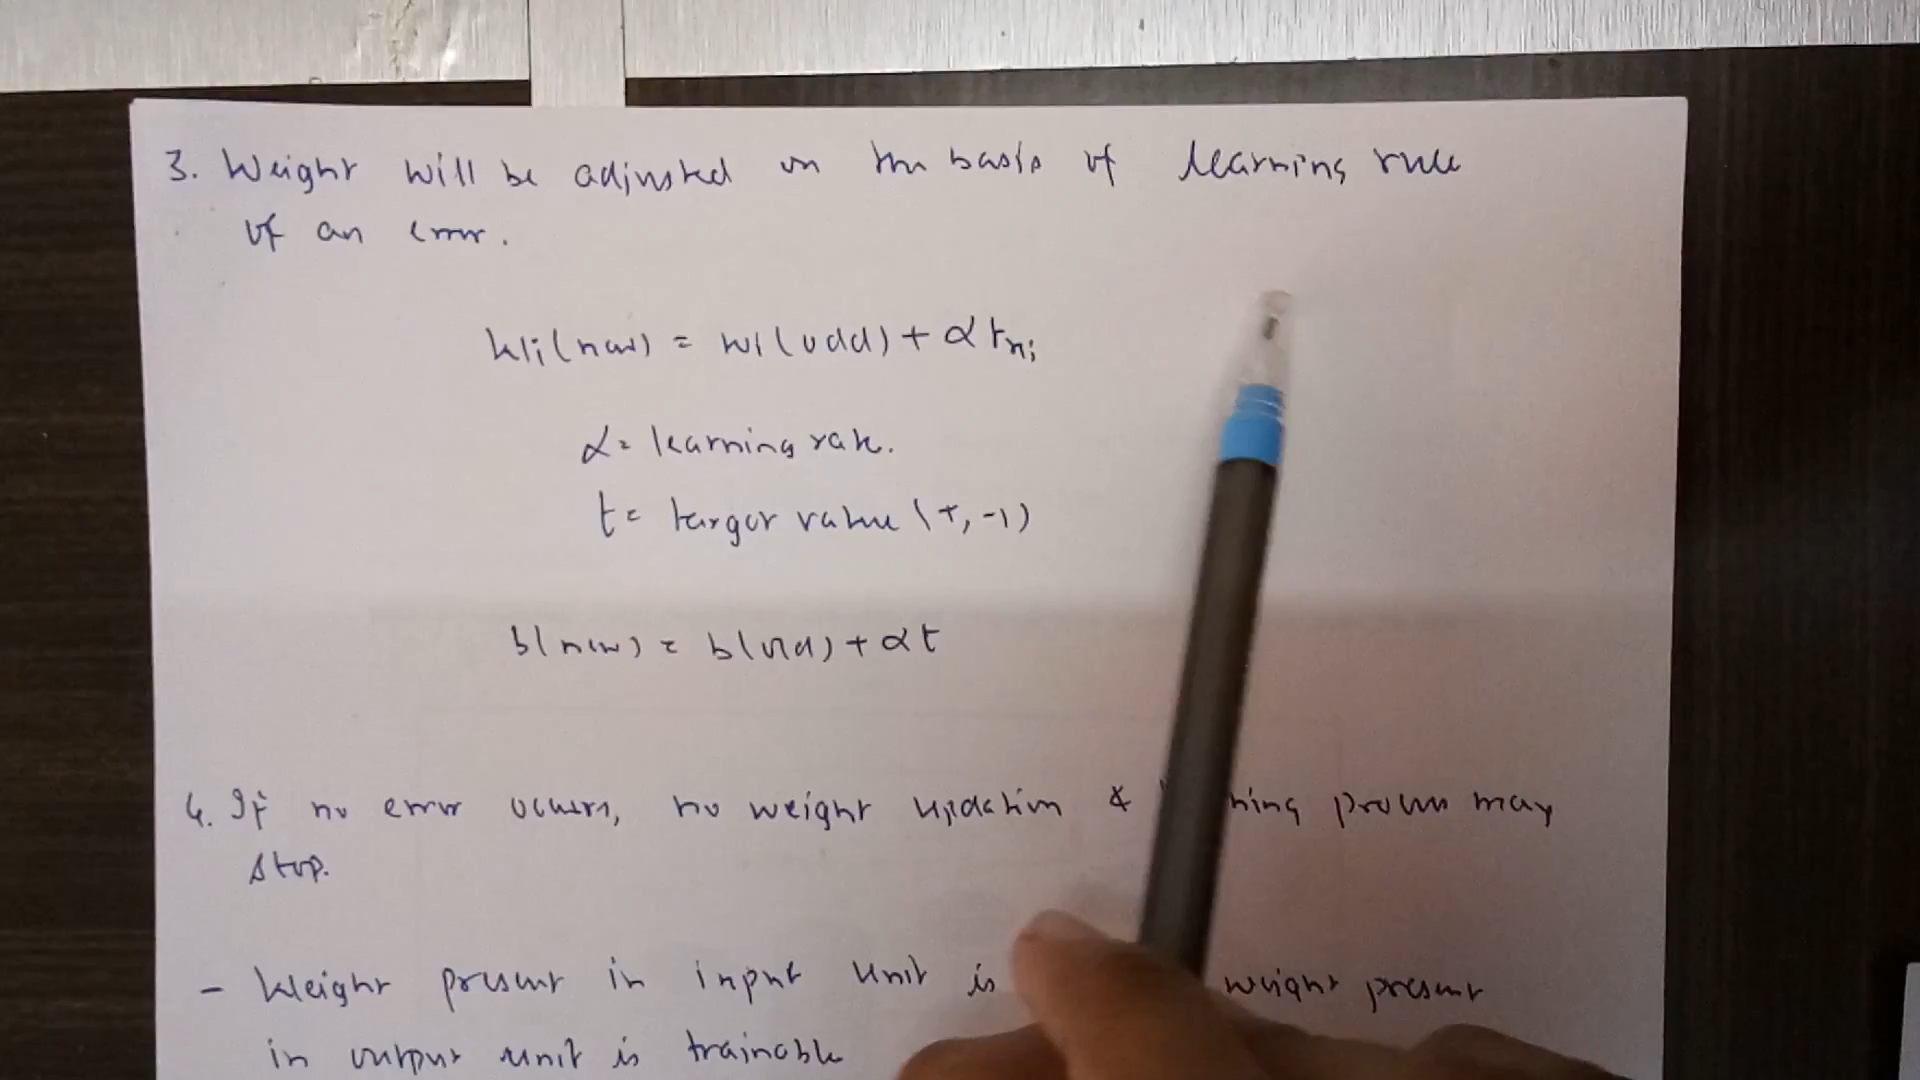 3. Weight will be adjusted on the basis of learning rule
of an error.
wi(new) = wi(old) + αtxi
α = learning rate.
t = target value (+, -1)
b(new) = b(old) + αt
4. If no error occurs, no weight updation & process may
stop.
- Weight present in input unit is weight present
in output unit is trainable